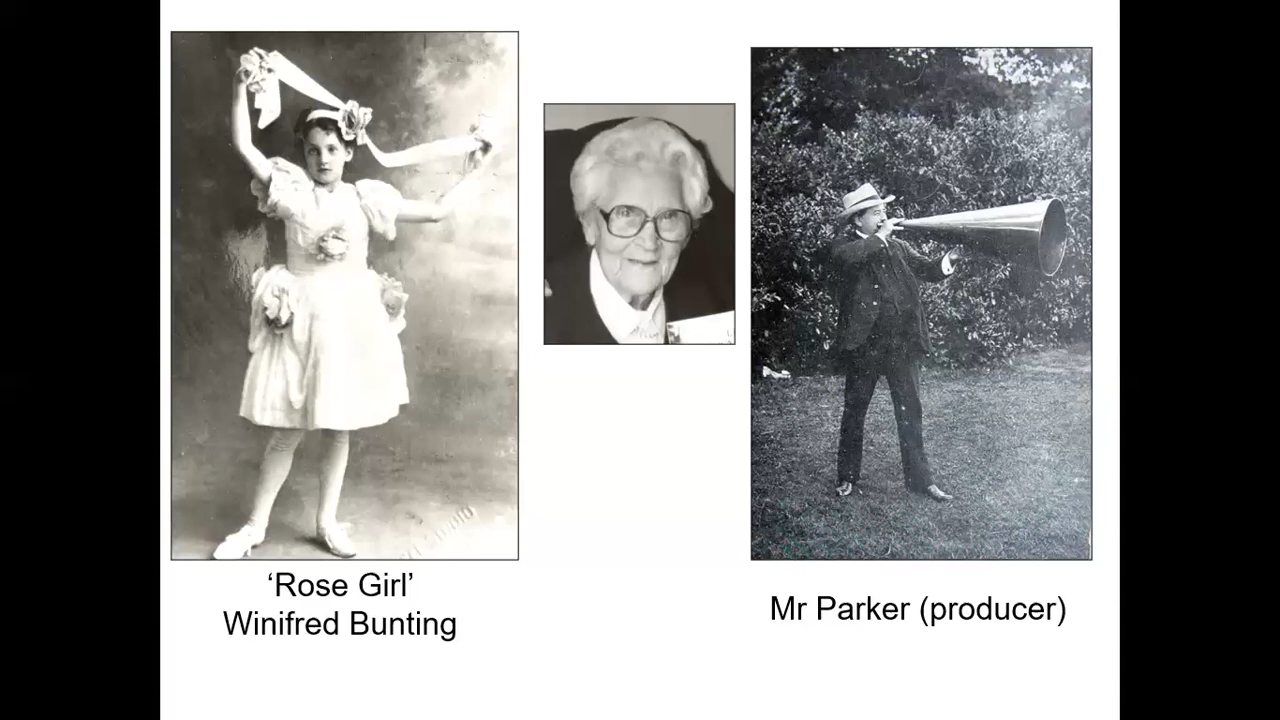 ‘Rose Girl’
Winifred Bunting
Mr Parker (producer)